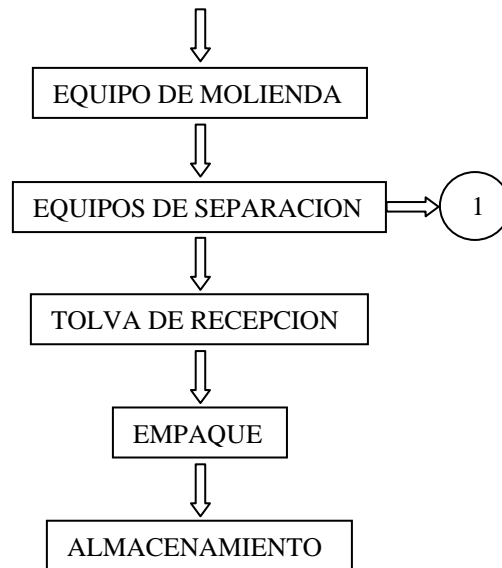 EQUIPO DE MOLIENDA
EQUIPOS DE SEPARACION
1
TOLVA DE RECEPCION
EMPAQUE
ALMACENAMIENTO